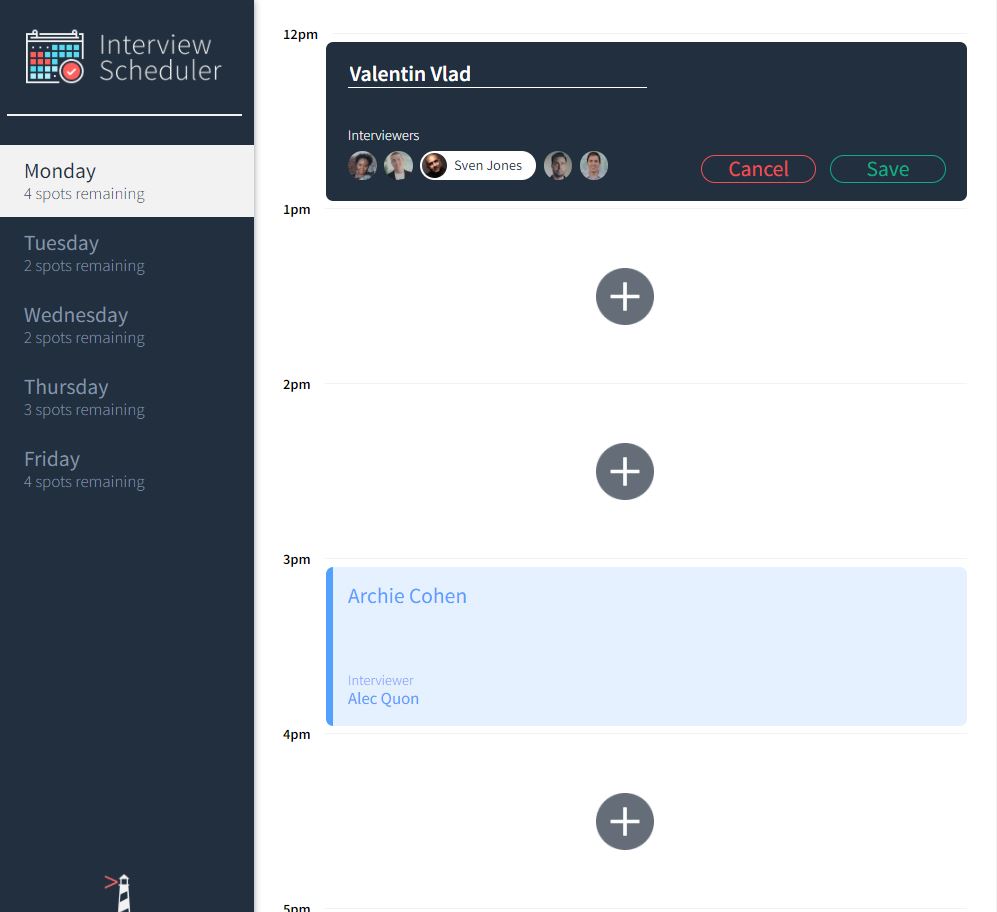 Interview
Scheduler
Monday
4 spots remaining
Tuesday
2 spots remaining
Wednesday
2 spots remaining
Thursday
3 spots remaining
Friday
4 spots remaining
12pm
Valentin Vlad
Interviewers
Sven Jones
Cancel
Save
1pm
2pm
3pm
Archie Cohen
Interviewer
Alec Quon
4pm
5pm